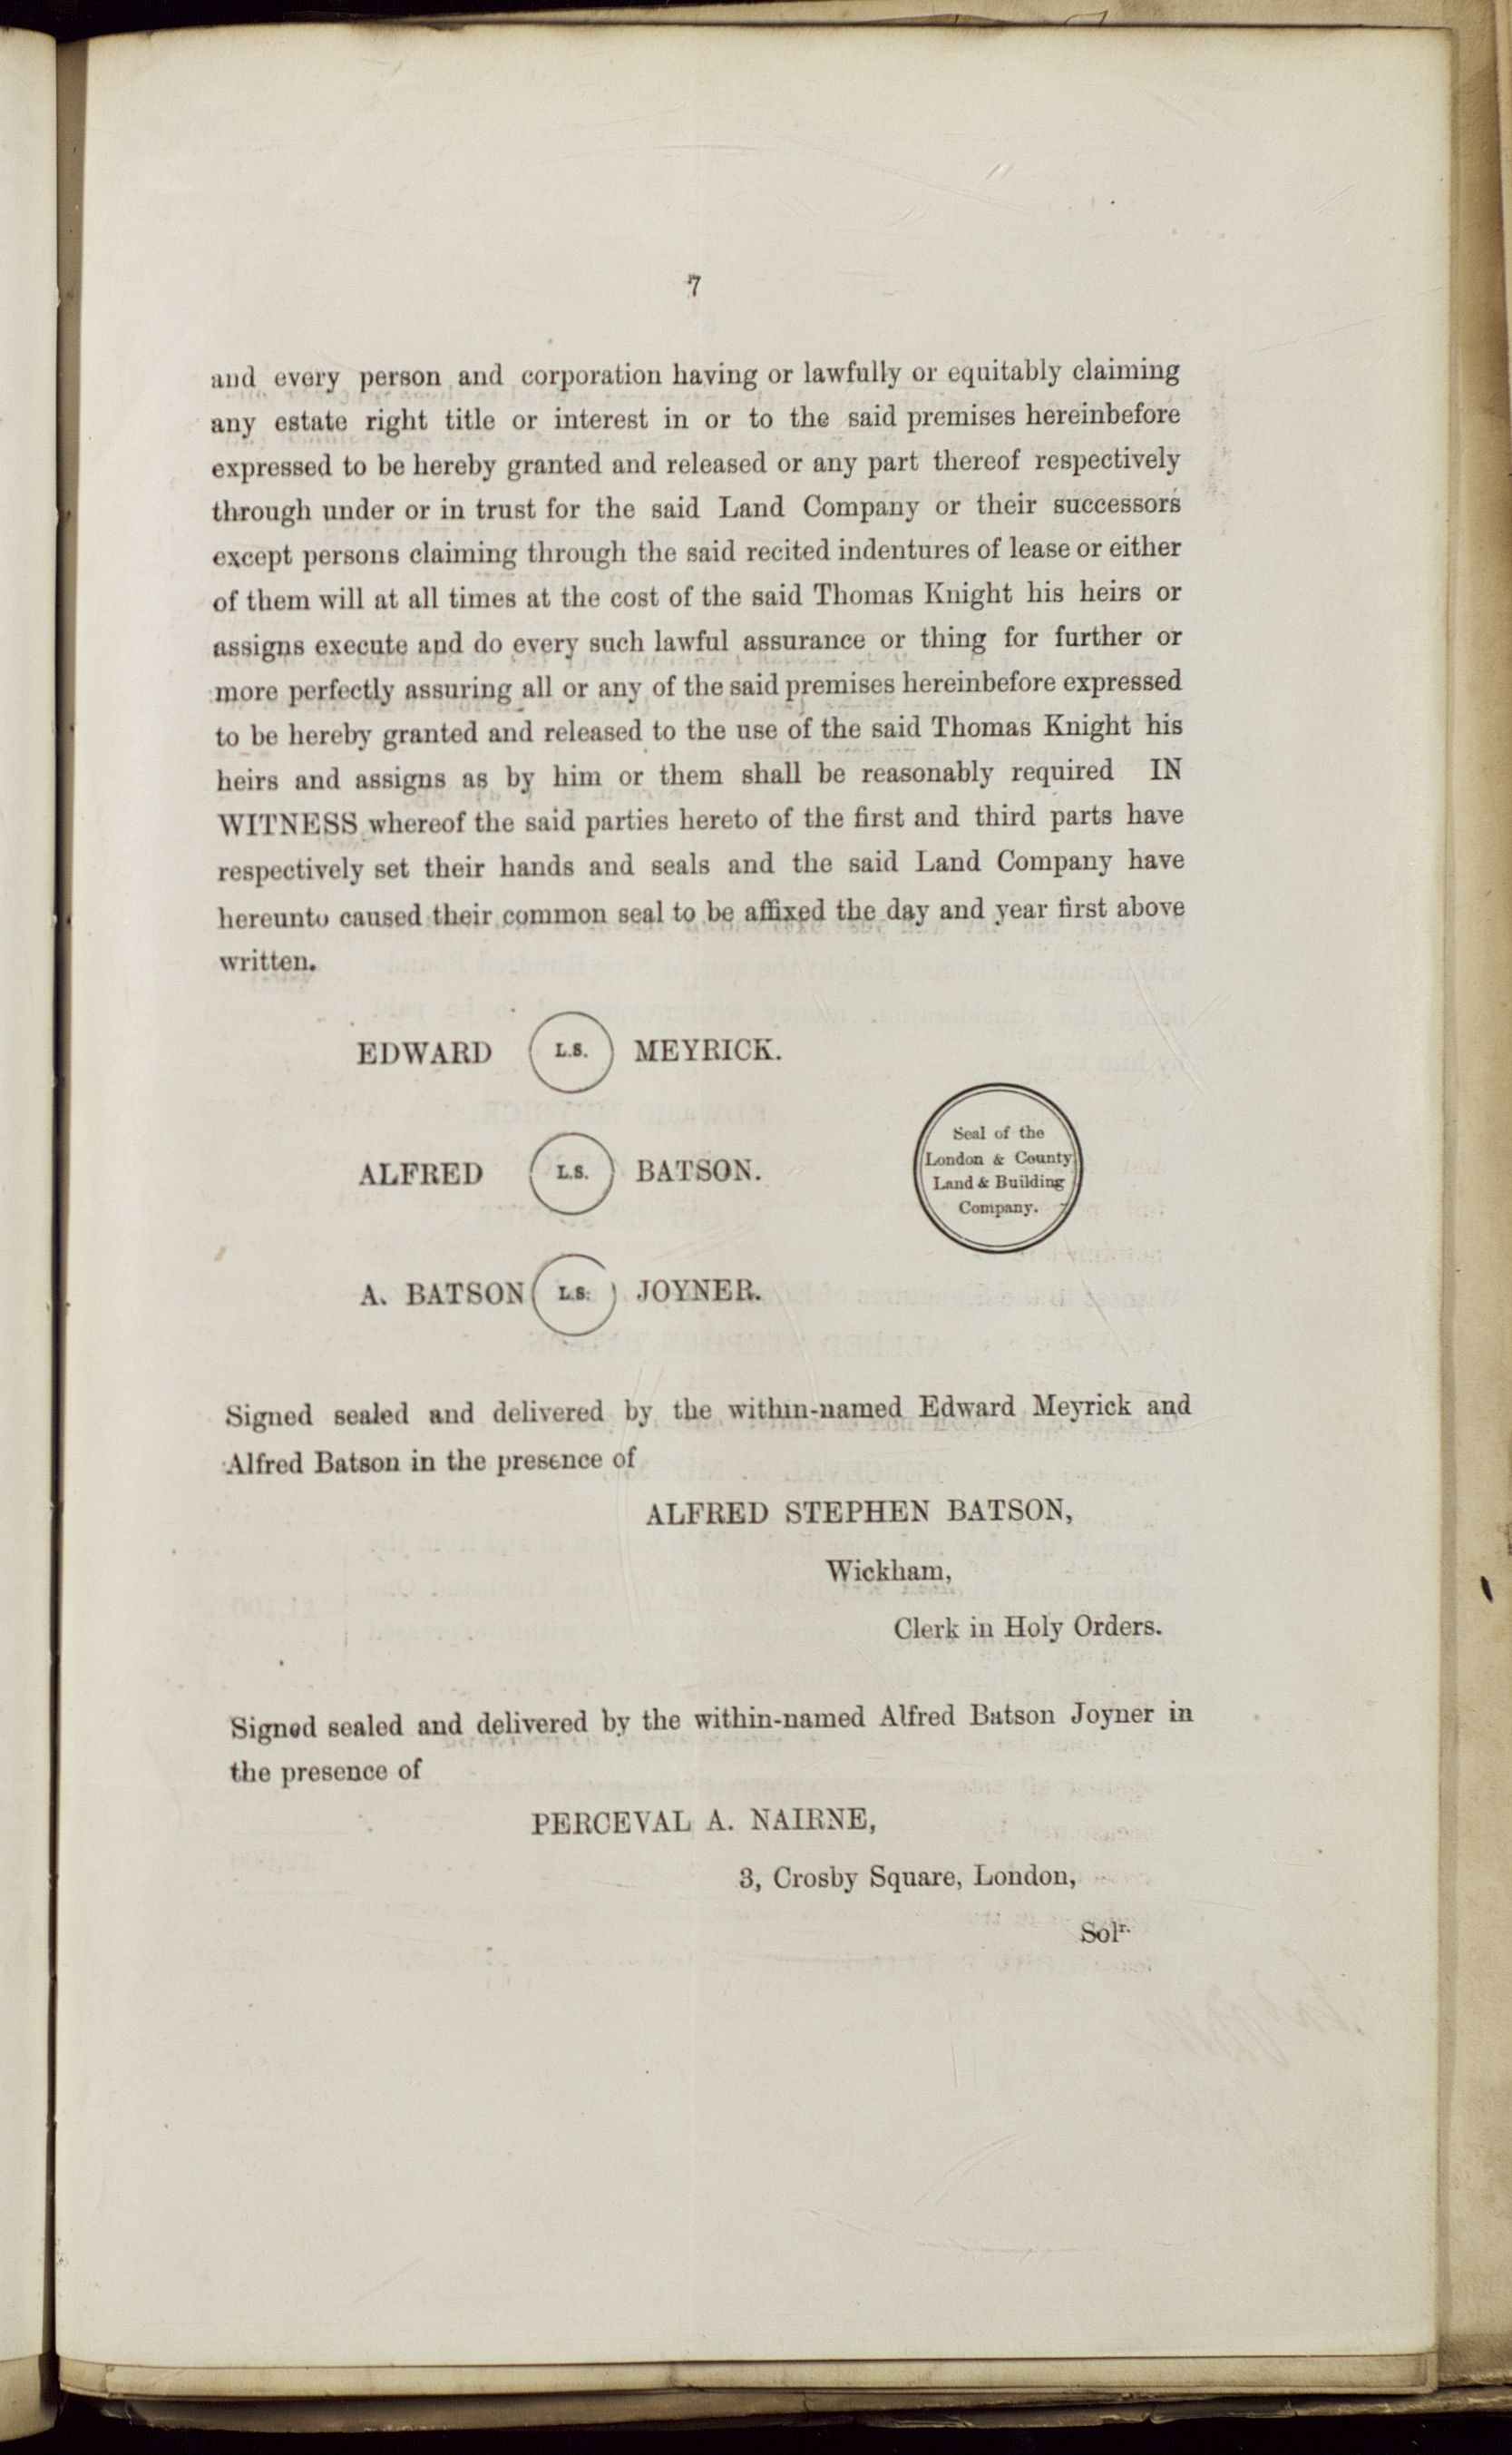 7
and every person and corporation having or lawfully or equitably claiming
any estate right title or interest in or to the said premises hereinbefore
expressed to be hereby granted and released or any part thereof respectively
through under or in trust for the said Land Company or their successors
except persons claiming through the said recited indentures of lease or either
of them will at all times at the cost of the said Thomas Knight his heirs or
assigns execute and do every such lawful assurance or thing for further or
more perfectly assuring all or any of the said premises hereinbefore expressed
to be hereby granted and released to the use of the said Thomas Knight his
heirs and assigns as by him or them shall be reasonably required IN
WITNESS whereof the said parties hereto of the first and third parts have
respectively set their hands and seals and the said Land Company have
hereunto caused their common seal to be affixed the day and year first above
written.
EDWARD L.S. MEYRICK.
ALFRED L.S. BATSON.
Seal of the
London & County
Land & Building
Company.
A. BATSON L.S. JOYNER.
Signed sealed and delivered by the within-named Edward Meyrick and
Alfred Batson in the presence of
ALFRED STEPHEN BATSON,
Wickham,
Clerk in Holy Orders.
Signed sealed and delivered by the within-named Alfred Batson Joyner in
the presence of
PERCEVAL A. NAIRNE,
3, Crosby Square, London,
Solr.